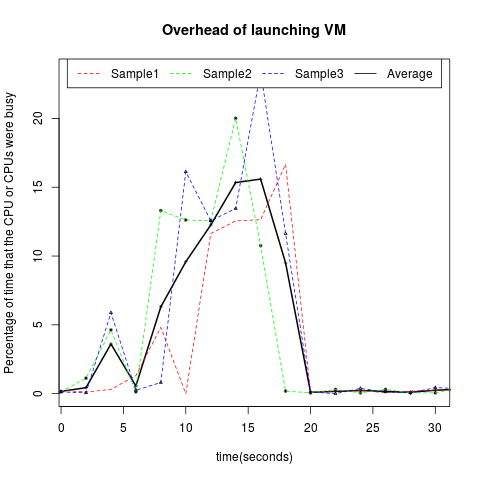 Overhead of launching VM
Sample1 Sample2 Sample3 Average
Percentage of time that the CPU or CPUs were busy
20
15
10
5
0
0 5 10 15 20 25 30
time(seconds)